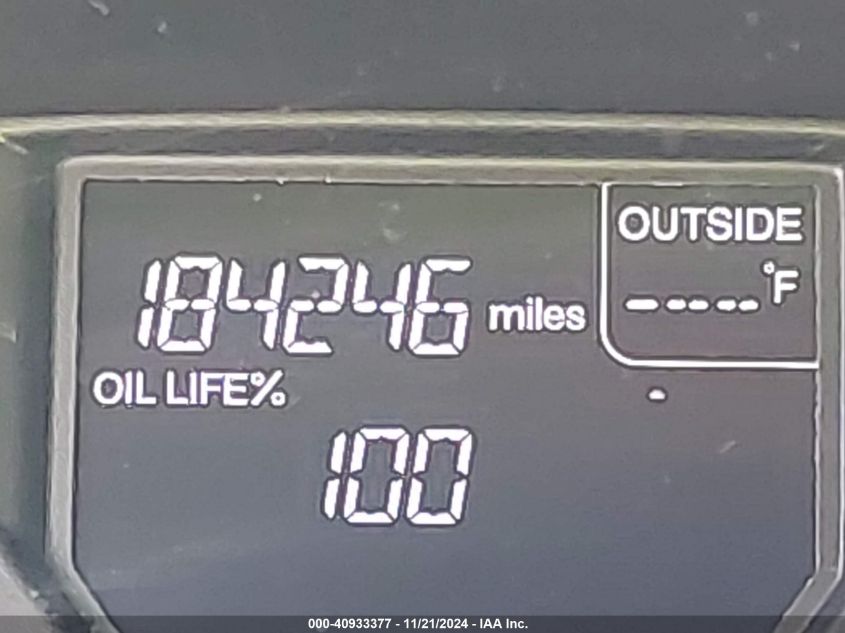 OUTSIDE
-----°F
184246 miles
OIL LIFE%
100
000-40933377 - 11/21/2024 - IAA Inc.